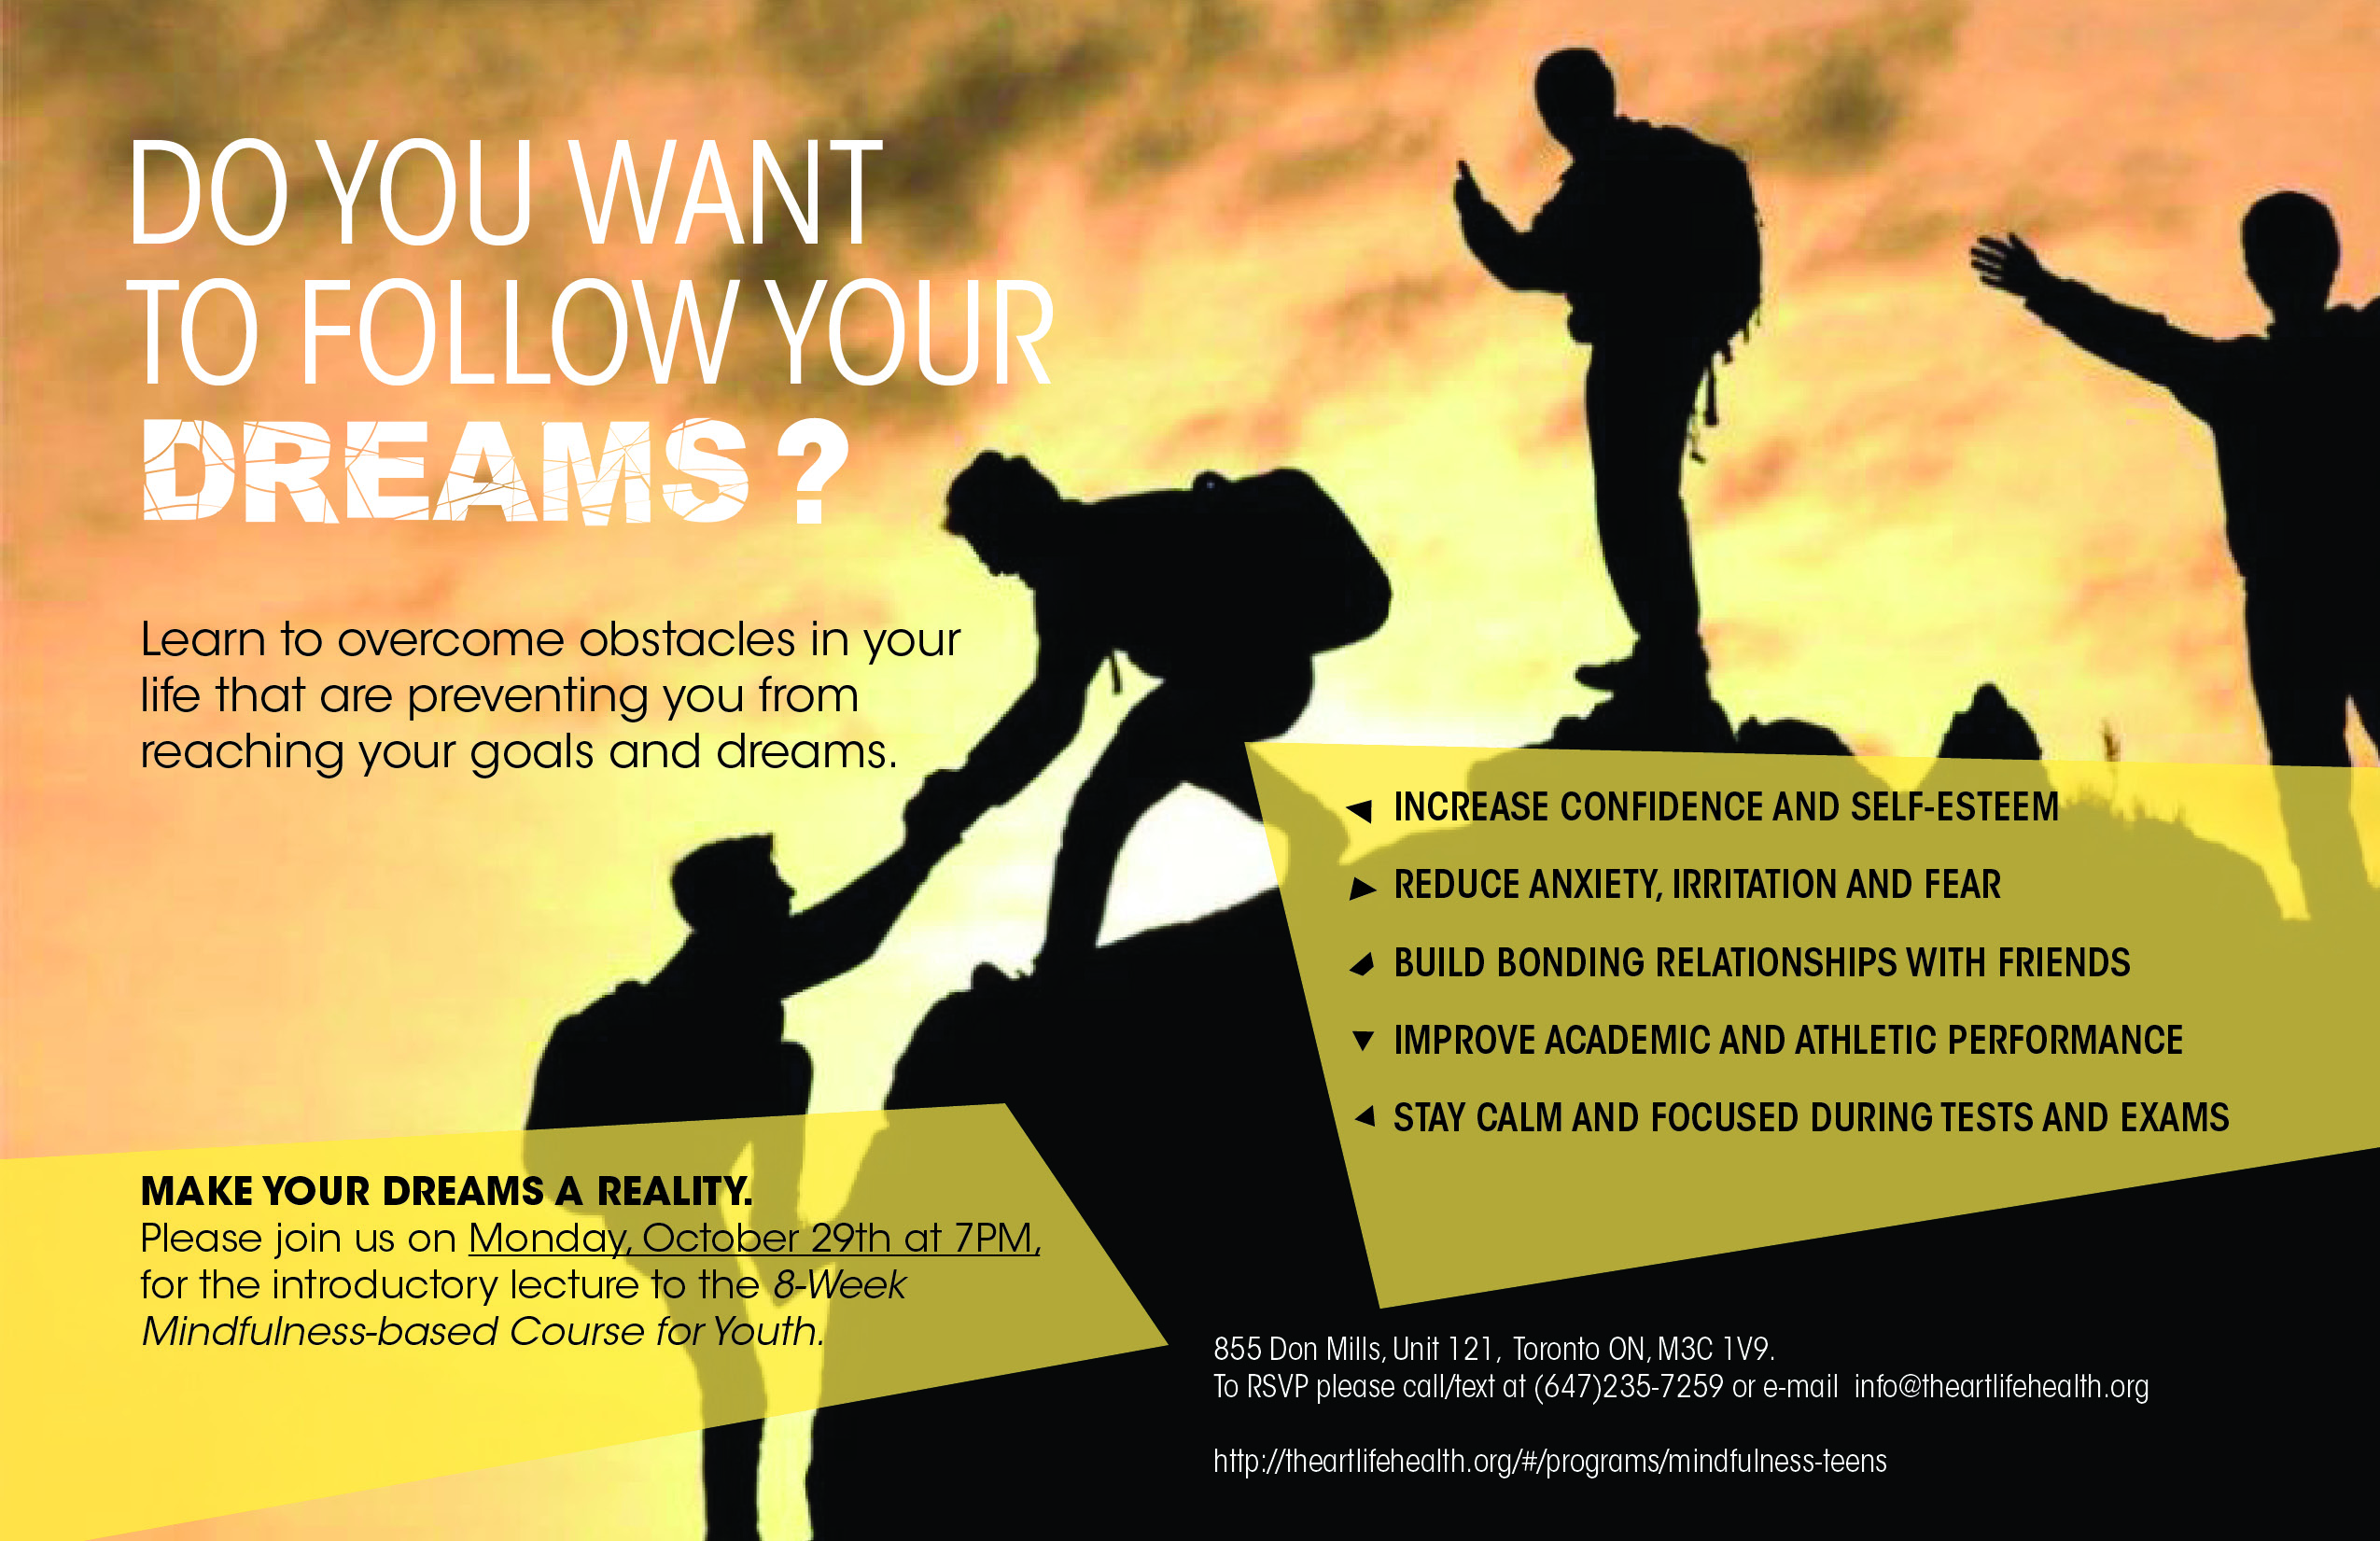 DO YOU WANT
TO FOLLOW YOUR
DREAMS?
Learn to overcome obstacles in your
life that are preventing you from
reaching your goals and dreams.
INCREASE CONFIDENCE AND SELF-ESTEEM
REDUCE ANXIETY, IRRITATION AND FEAR
BUILD BONDING RELATIONSHIPS WITH FRIENDS
IMPROVE ACADEMIC AND ATHLETIC PERFORMANCE
STAY CALM AND FOCUSED DURING TESTS AND EXAMS
MAKE YOUR DREAMS A REALITY.
Please join us on Monday, October 29th at 7PM,
for the introductory lecture to the 8-Week
Mindfulness-based Course for Youth.
855 Don Mills, Unit 121, Toronto ON, M3C 1V9.
To RSVP please call/text at (647)235-7259 or e-mail info@theartlifehealth.org
http://theartlifehealth.org/#/programs/mindfulness-teens